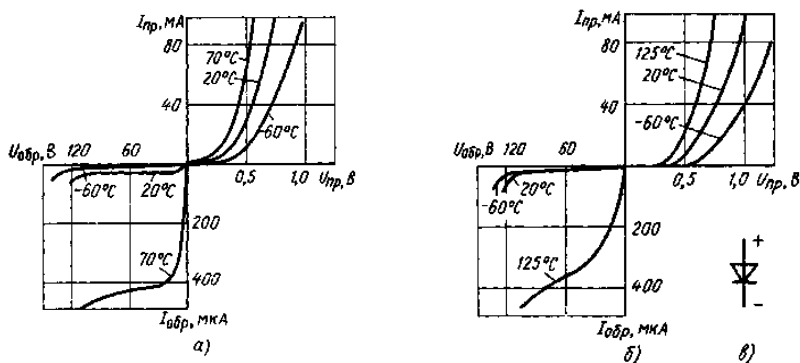 Iпр, мА
80
70°C
20°C
40
-60°C
Uобр, В 120 60
0,5 1,0 Uпр, В
-60°C 20°C
200
70°C
400
Iобр, мкА
а)
Iпр, мА
80
125°C
20°C
40
-60°C
Uобр, В 120 60
0,5 1,0 Uпр, В
-60°C 20°C
200
125°C
400
Iобр, мкА
б)
+
-
в)